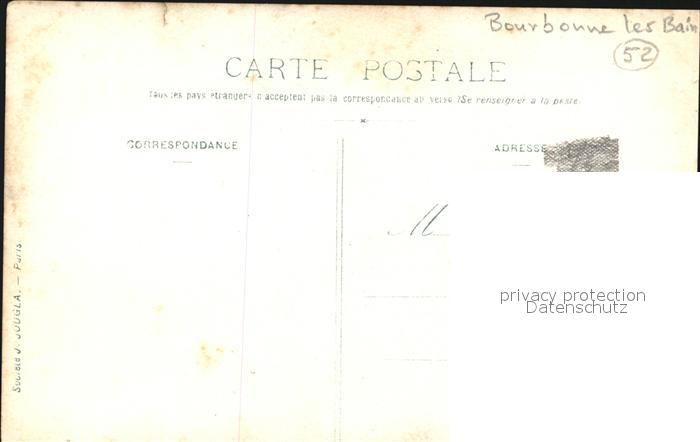 Bourbonne les Bain
52
CARTE POSTALE
Tous les pays étrangers n'acceptent pas la correspondance au verso (Se renseigner à la poste.
CORRESPONDANCE
ADRESSE
M
privacy protection
Datenschutz
Société J. JOUGLA. — Paris.